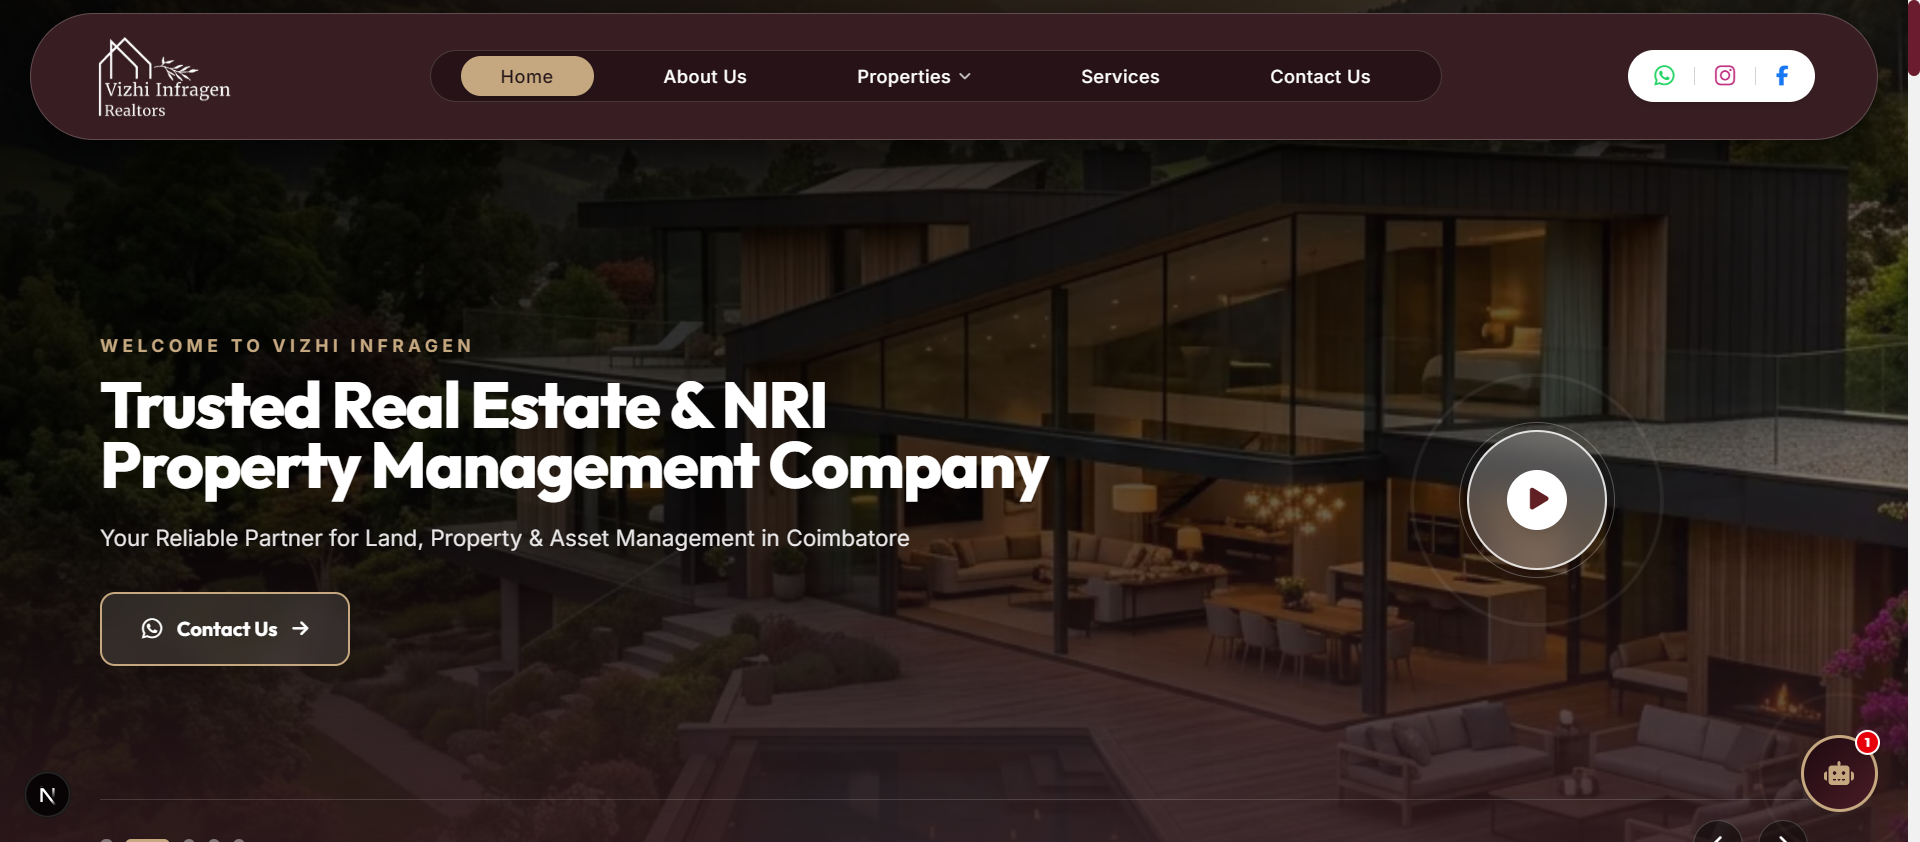 Vizhi Infragen
Realtors
Home
About Us
Properties
Services
Contact Us
WELCOME TO VIZHI INFRAGEN
Trusted Real Estate & NRI
Property Management Company
Your Reliable Partner for Land, Property & Asset Management in Coimbatore
Contact Us
1
N